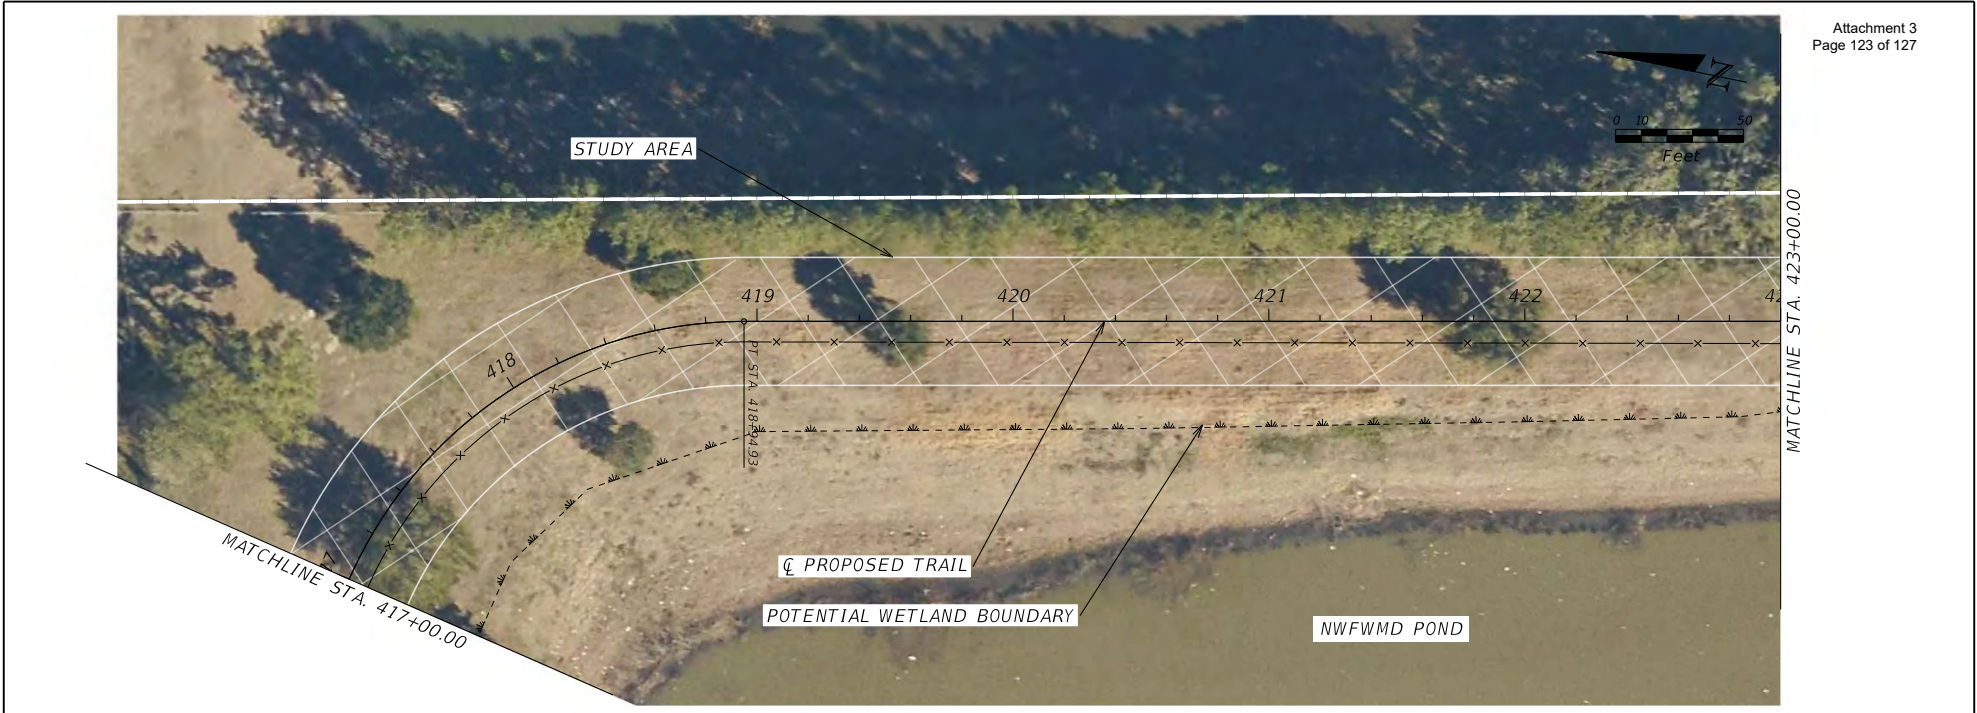 Attachment 3
Page 123 of 127
N
0 10 50
Feet
STUDY AREA
419 420 421 422
418
PT STA. 418+94.93
MATCHLINE STA. 423+00.00
MATCHLINE STA. 417+00.00
℄ PROPOSED TRAIL
POTENTIAL WETLAND BOUNDARY
NWFWMD POND